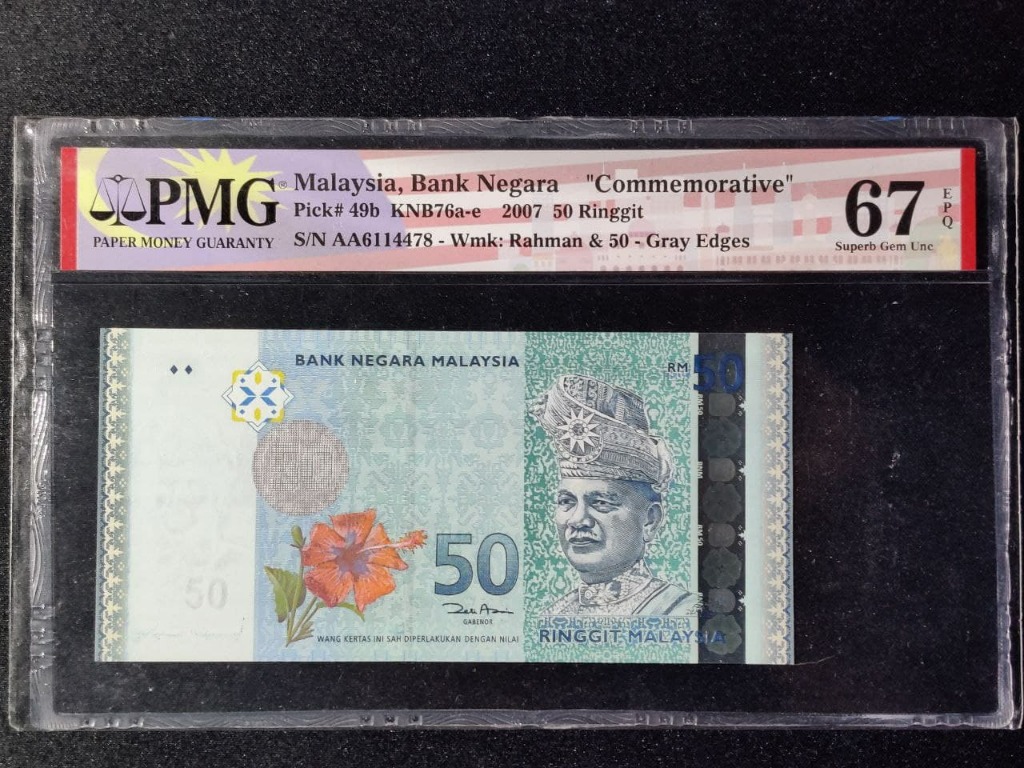 PMG®
PAPER MONEY GUARANTY
Malaysia, Bank Negara "Commemorative"
Pick# 49b KNB76a-e 2007 50 Ringgit
S/N AA6114478 - Wmk: Rahman & 50 - Gray Edges
67
EPQ
Superb Gem Unc
BANK NEGARA MALAYSIA
RM 50
50
50
50
GABENOR
WANG KERTAS INI SAH DIPERLAKUKAN DENGAN NILAI
RINGGIT MALAYSIA